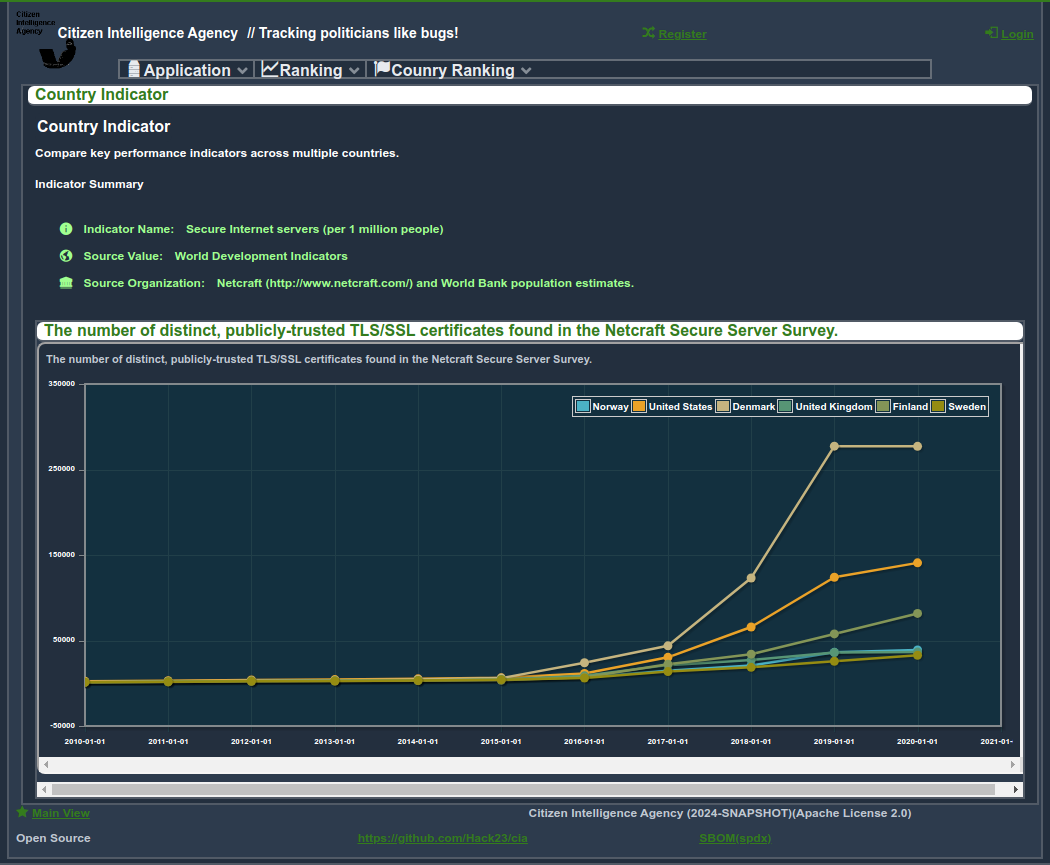 Citizen
Intelligence
Agency
Citizen Intelligence Agency // Tracking politicians like bugs!
Register
Login
Application
Ranking
Counry Ranking
Country Indicator
Country Indicator
Compare key performance indicators across multiple countries.
Indicator Summary
Indicator Name: Secure Internet servers (per 1 million people)
Source Value: World Development Indicators
Source Organization: Netcraft (http://www.netcraft.com/) and World Bank population estimates.
The number of distinct, publicly-trusted TLS/SSL certificates found in the Netcraft Secure Server Survey.
The number of distinct, publicly-trusted TLS/SSL certificates found in the Netcraft Secure Server Survey.
350000
Norway United States Denmark United Kingdom Finland Sweden
250000
150000
50000
-50000
2010-01-01 2011-01-01 2012-01-01 2013-01-01 2014-01-01 2015-01-01 2016-01-01 2017-01-01 2018-01-01 2019-01-01 2020-01-01 2021-01-
Main View
Citizen Intelligence Agency (2024-SNAPSHOT)(Apache License 2.0)
Open Source
https://github.com/Hack23/cia
SBOM(spdx)